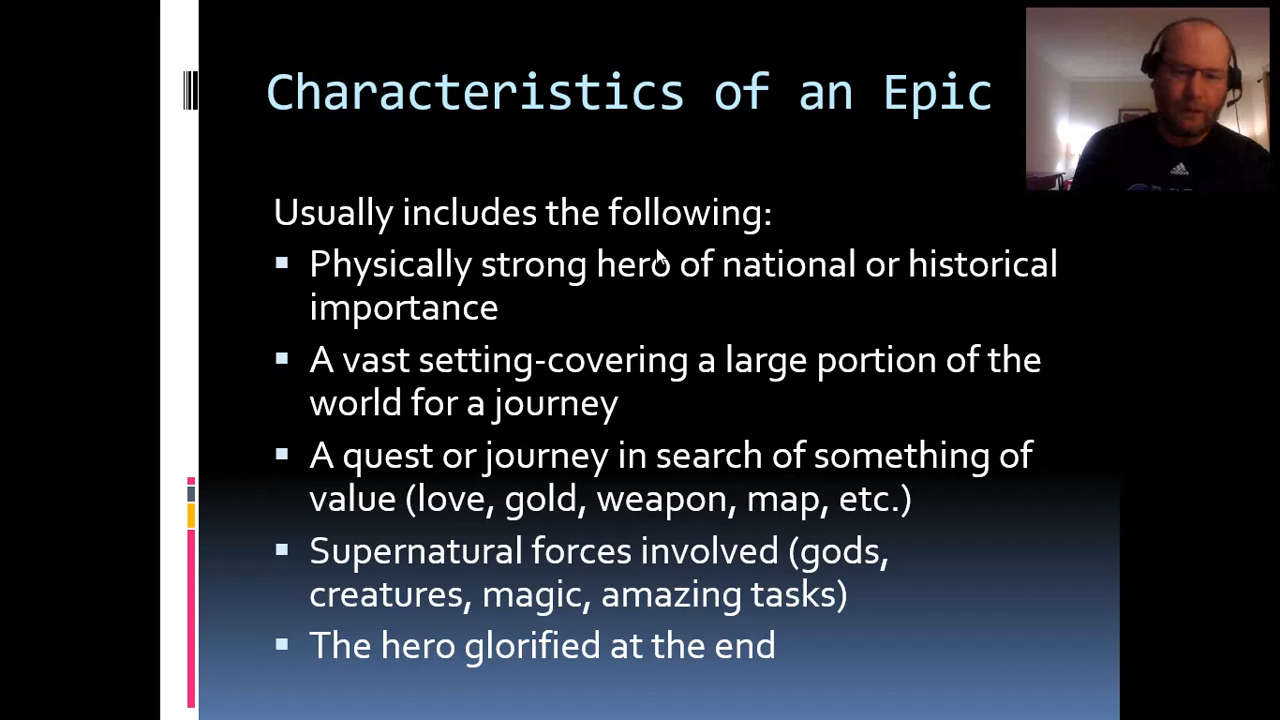 Characteristics of an Epic
Usually includes the following:
Physically strong hero of national or historical
importance
A vast setting-covering a large portion of the
world for a journey
A quest or journey in search of something of
value (love, gold, weapon, map, etc.)
Supernatural forces involved (gods,
creatures, magic, amazing tasks)
The hero glorified at the end
adidas